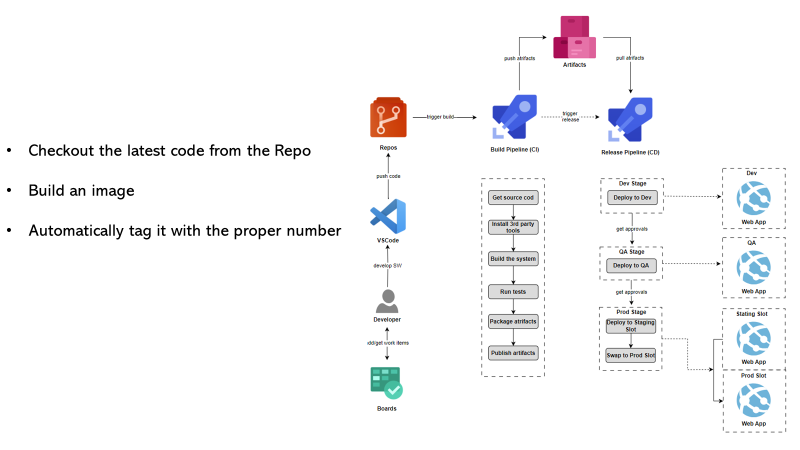 • Checkout the latest code from the Repo
• Build an image
• Automatically tag it with the proper number
Artifacts
push atrifacts
pull atrifacts
Repos
trigger build
Build Pipeline (CI)
trigger
release
Release Pipeline (CD)
push code
VSCode
develop SW
Developer
dd/get work items
Boards
Get source cod
Install 3rd party
tools
Build the system
Run tests
Package atrifacts
Publish artifacts
Dev Stage
Deploy to Dev
get approvals
QA Stage
Deploy to QA
get approvals
Prod Stage
Deploy to Staging
Slot
Swap to Prod Slot
Dev
Web App
QA
Web App
Stating Slot
Web App
Prod Slot
Web App